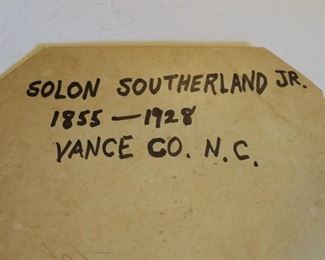 SOLON SOUTHERLAND JR.
1855 — 1928
VANCE CO. N.C.